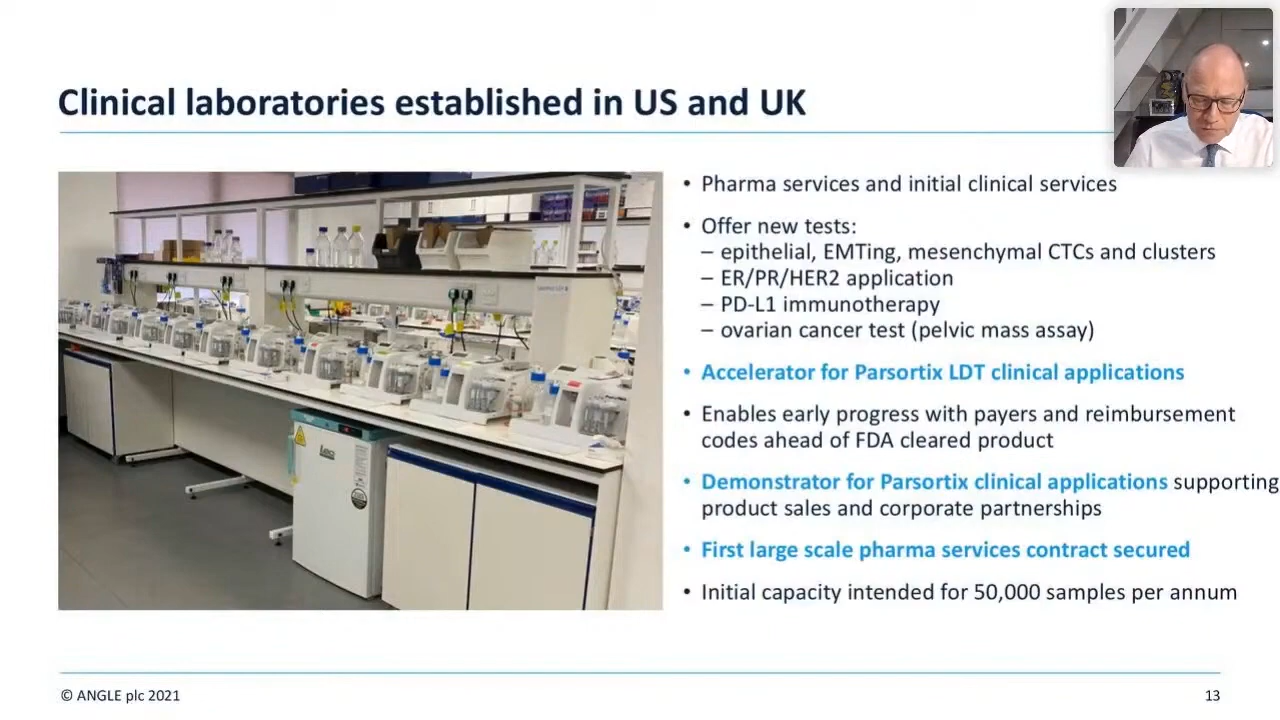 Clinical laboratories established in US and UK
• Pharma services and initial clinical services
• Offer new tests:
– epithelial, EMTing, mesenchymal CTCs and clusters
– ER/PR/HER2 application
– PD-L1 immunotherapy
– ovarian cancer test (pelvic mass assay)
• Accelerator for Parsortix LDT clinical applications
• Enables early progress with payers and reimbursement
codes ahead of FDA cleared product
• Demonstrator for Parsortix clinical applications supporting
product sales and corporate partnerships
• First large scale pharma services contract secured
• Initial capacity intended for 50,000 samples per annum
Lec
© ANGLE plc 2021
13